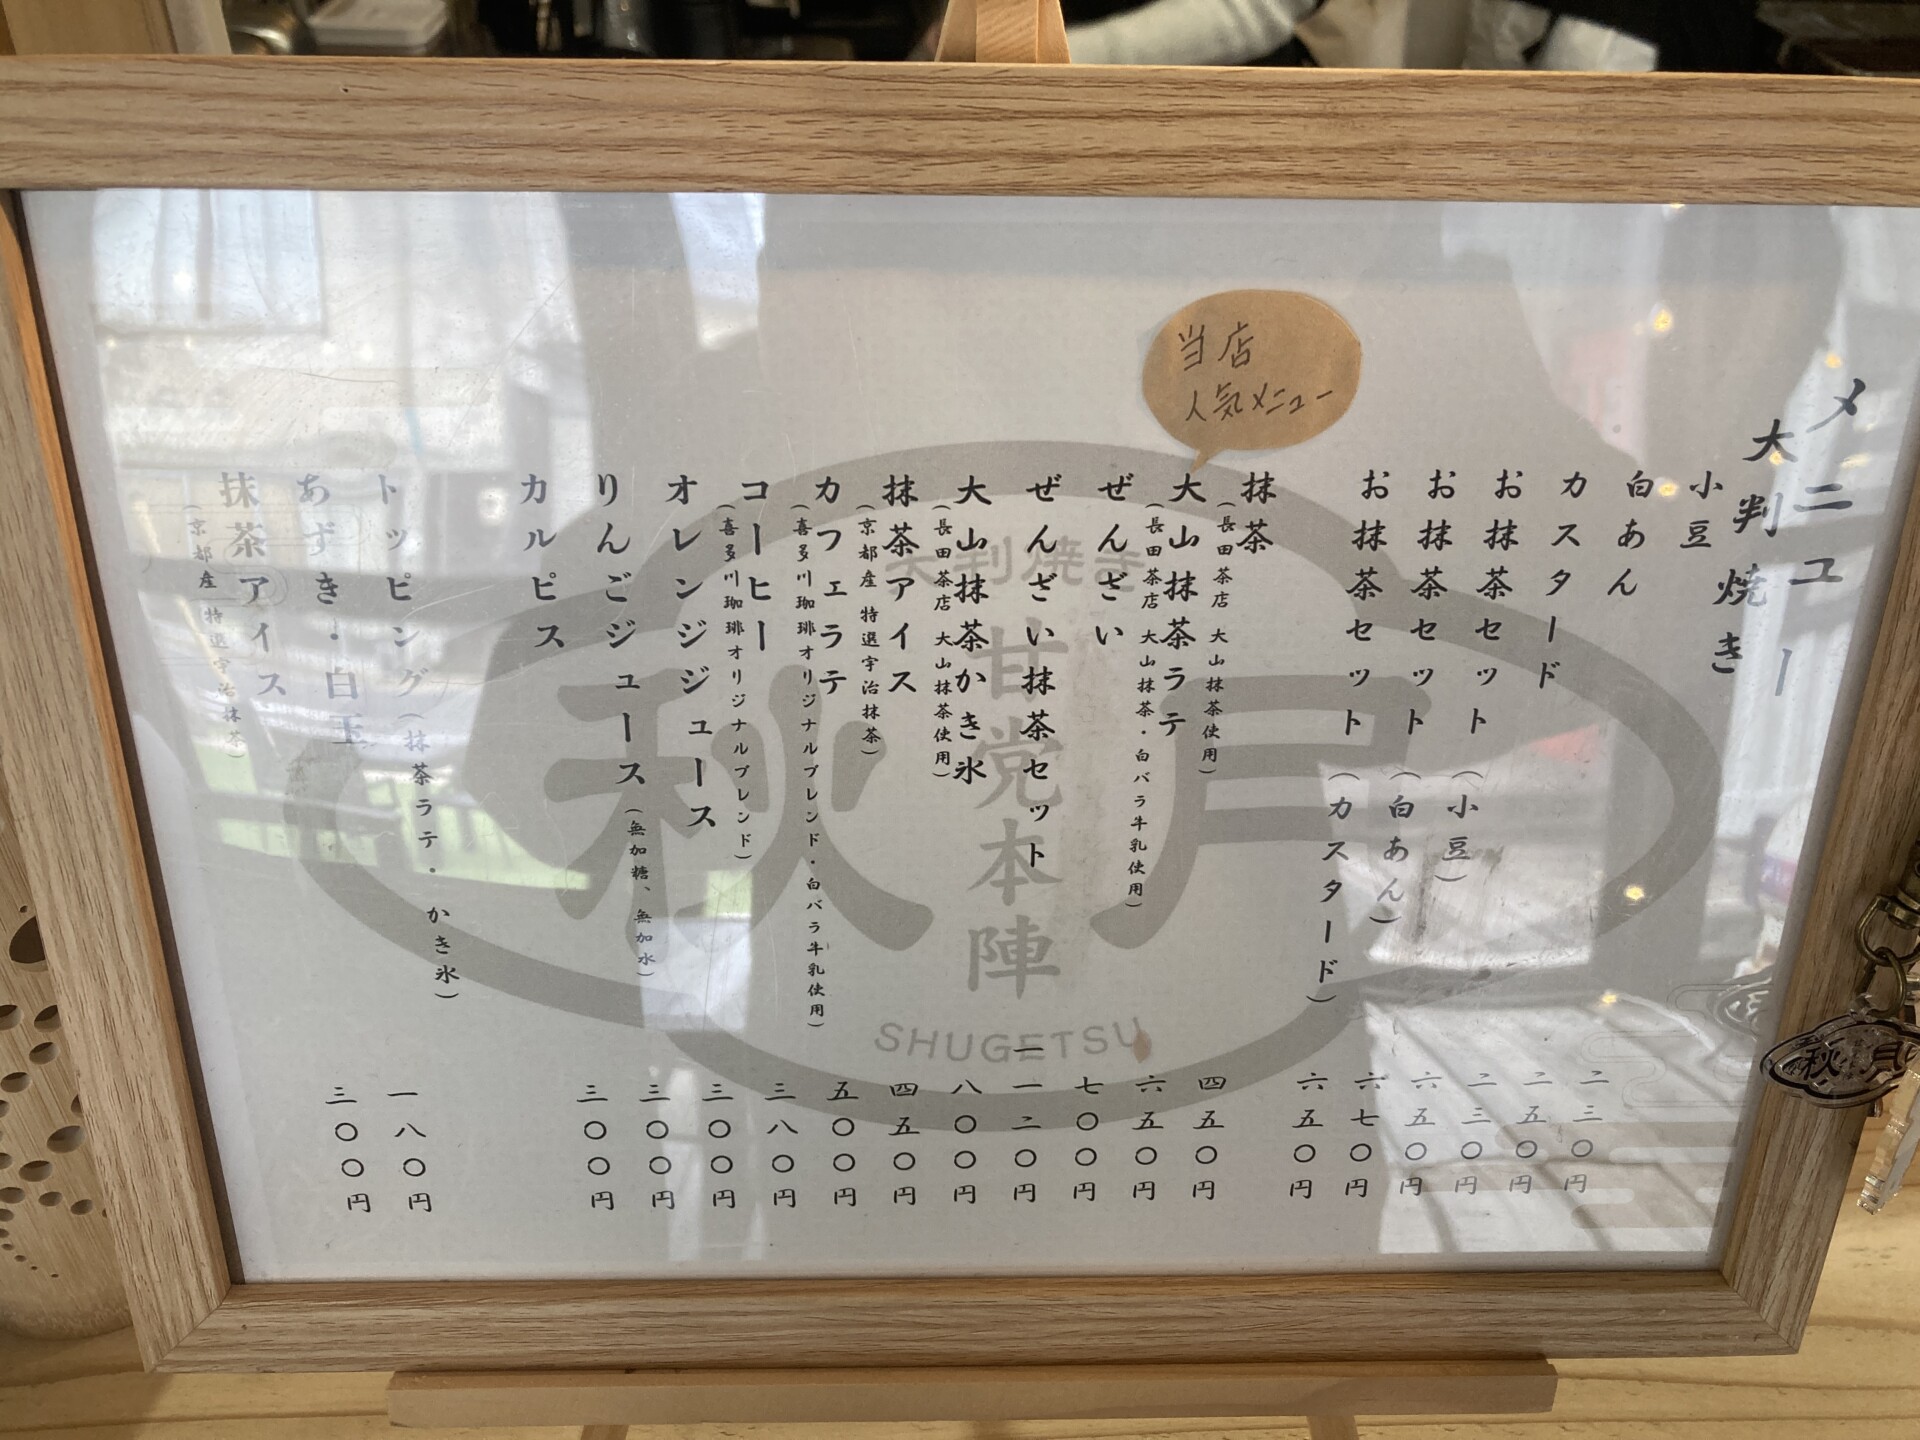 メニュー
大判焼き
小豆 二三〇円
白あん 二五〇円
カスタード 二三〇円
お抹茶セット（小豆） 六五〇円
お抹茶セット（白あん） 六七〇円
お抹茶セット（カスタード） 六五〇円
抹茶 四五〇円
（長田茶店 大山抹茶使用）
当店
人気メニュー
大山抹茶ラテ 六五〇円
（長田茶店 大山抹茶・白バラ牛乳使用）
ぜんざい 七〇〇円
ぜんざい抹茶セット 一一二〇円
大山抹茶かき氷 八〇〇円
（長田茶店 大山抹茶使用）
抹茶アイス 四五〇円
（京都産 特選宇治抹茶）
カフェラテ 五〇〇円
（喜多川珈琲オリジナルブレンド・白バラ牛乳使用）
コーヒー 三八〇円
（喜多川珈琲オリジナルブレンド）
オレンジジュース 三〇〇円
りんごジュース（無加糖、無加水） 三〇〇円
カルピス 三〇〇円
トッピング（抹茶ラテ・かき氷）
あずき・白玉 一八〇円
抹茶アイス 三〇〇円
（京都産 特選宇治抹茶）
大判焼き
甘党本陣
秋月
SHUGETSU
秋月